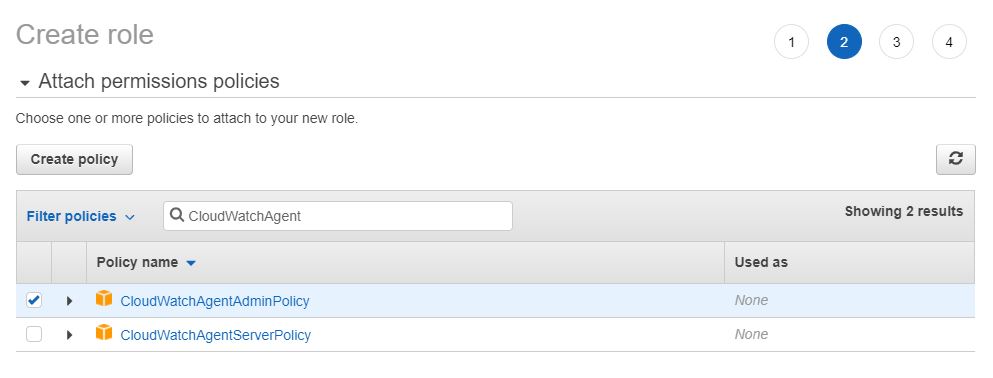 Create role
1 2 3 4
Attach permissions policies
Choose one or more policies to attach to your new role.
Create policy
Filter policies CloudWatchAgent Showing 2 results
Policy name Used as
CloudWatchAgentAdminPolicy None
CloudWatchAgentServerPolicy None